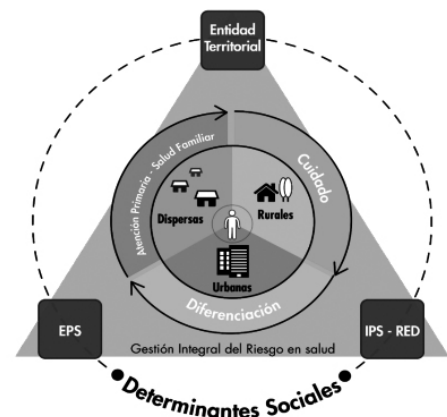 Entidad
Territorial
Atención Primaria - Salud Familiar
Cuidado
Dispersas
Rurales
Urbanas
Diferenciación
EPS
IPS - RED
Gestión Integral del Riesgo en salud
Determinantes Sociales